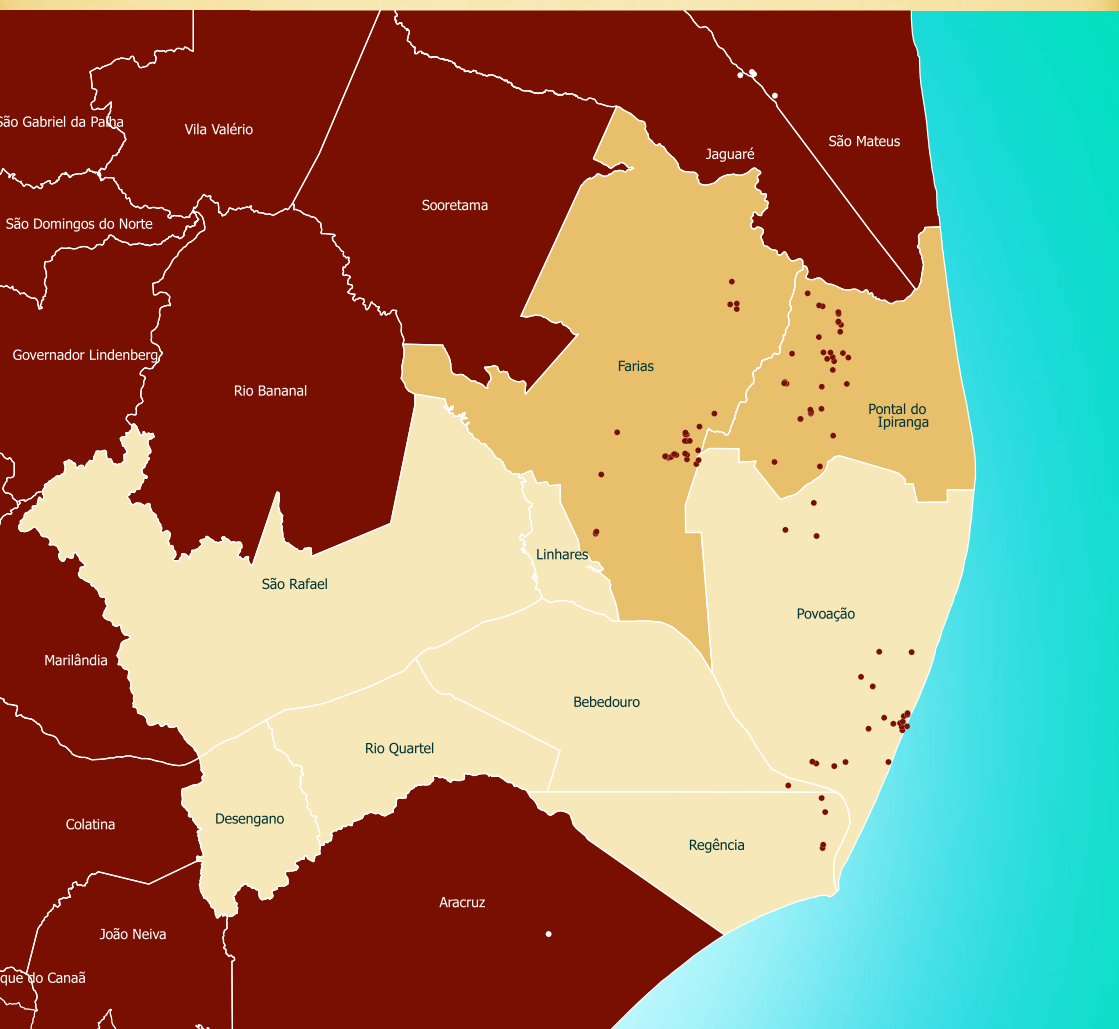 São Gabriel da Palha
Vila Valério
São Mateus
Jaguaré
Sooretama
São Domingos do Norte
Governador Lindenberg
Farias
Rio Bananal
Pontal do
Ipiranga
Linhares
São Rafael
Povoação
Marilândia
Bebedouro
Rio Quartel
Desengano
Colatina
Regência
Aracruz
João Neiva
que do Canaã